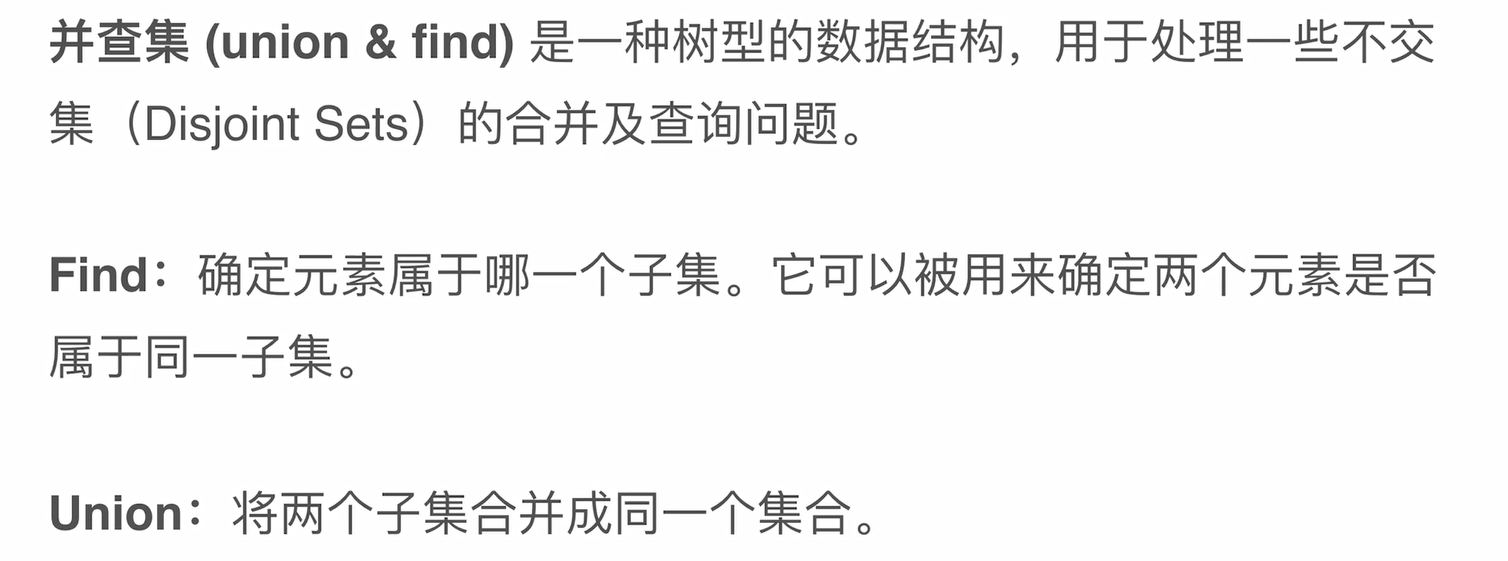 并查集 (union & find) 是一种树型的数据结构，用于处理一些不交
集（Disjoint Sets）的合并及查询问题。
Find：确定元素属于哪一个子集。它可以被用来确定两个元素是否
属于同一子集。
Union：将两个子集合并成同一个集合。